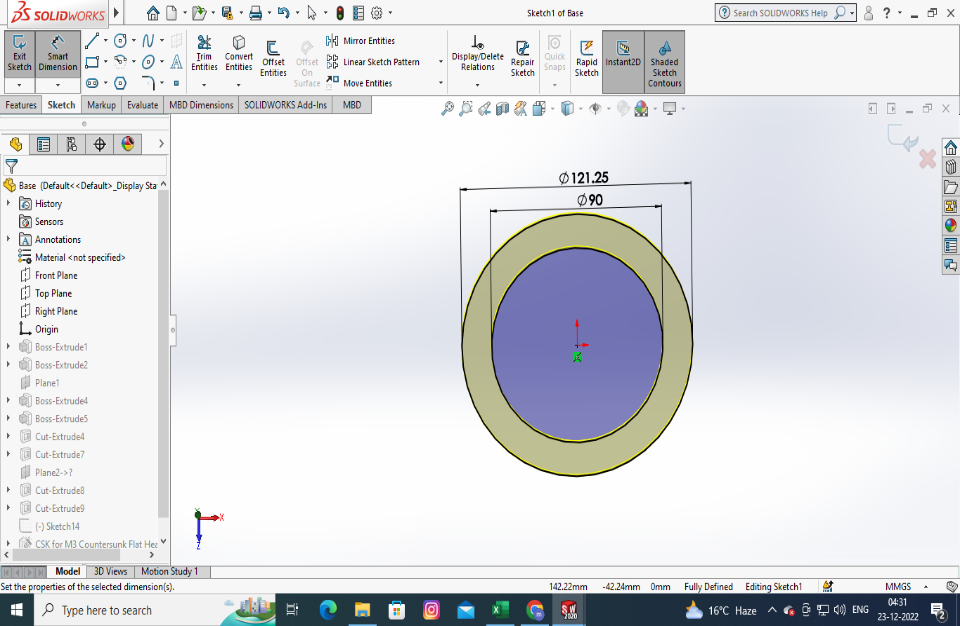 SOLIDWORKS
Sketch1 of Base
Search SOLIDWORKS Help
Exit Sketch
Smart Dimension
Trim Entities
Convert Entities
Offset Entities
Offset On Surface
Mirror Entities
Linear Sketch Pattern
Move Entities
Display/Delete Relations
Repair Sketch
Quick Snaps
Rapid Sketch
Instant2D
Shaded Sketch Contours
Features Sketch Markup Evaluate MBD Dimensions SOLIDWORKS Add-Ins MBD
Base (Default<<Default>_Display Sta
History
Sensors
Annotations
Material <not specified>
Front Plane
Top Plane
Right Plane
Origin
Boss-Extrude1
Boss-Extrude2
Plane1
Boss-Extrude4
Boss-Extrude5
Cut-Extrude4
Cut-Extrude7
Plane2->?
Cut-Extrude8
Cut-Extrude9
(-) Sketch14
CSK for M3 Countersunk Flat Hea
∅121.25
∅90
X
Z
Model 3D Views Motion Study 1
Set the properties of the selected dimension(s).
142.22mm -42.24mm 0mm Fully Defined Editing Sketch1 MMGS
Type here to search
16°C Haze
ENG
04:31
23-12-2022
2